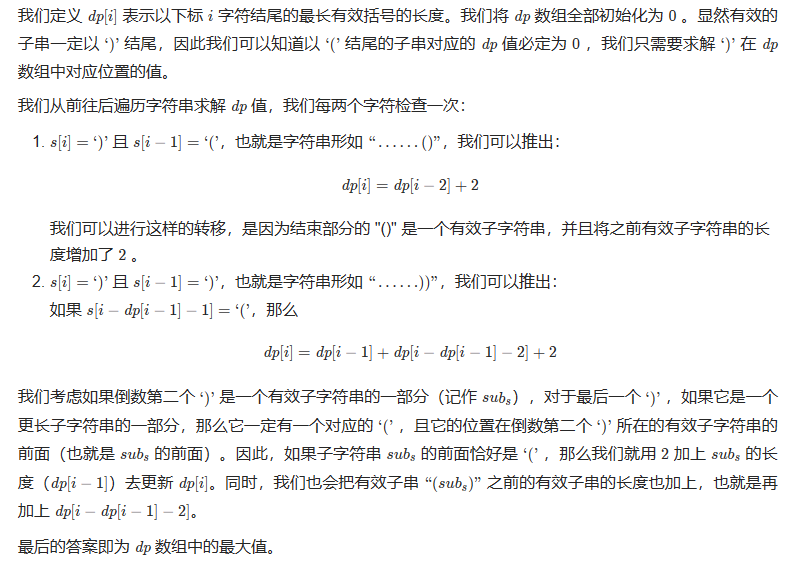 我们定义 dp[i] 表示以下标 i 字符结尾的最长有效括号的长度。我们将 dp 数组全部初始化为 0 。显然有效的
子串一定以 ‘)’ 结尾，因此我们可以知道以 ‘(’ 结尾的子串对应的 dp 值必定为 0 ，我们只需要求解 ‘)’ 在 dp
数组中对应位置的值。
我们从前往后遍历字符串求解 dp 值，我们每两个字符检查一次：
1. s[i] = ‘)’ 且 s[i − 1] = ‘(’，也就是字符串形如 “……()”，我们可以推出：
dp[i] = dp[i − 2] + 2
我们可以进行这样的转移，是因为结束部分的 "()" 是一个有效子字符串，并且将之前有效子字符串的长
度增加了 2 。
2. s[i] = ‘)’ 且 s[i − 1] = ‘)’，也就是字符串形如 “……))”，我们可以推出：
如果 s[i − dp[i − 1] − 1] = ‘(’，那么
dp[i] = dp[i − 1] + dp[i − dp[i − 1] − 2] + 2
我们考虑如果倒数第二个 ‘)’ 是一个有效子字符串的一部分（记作 sub_s），对于最后一个 ‘)’ ，如果它是一个
更长子字符串的一部分，那么它一定有一个对应的 ‘(’ ，且它的位置在倒数第二个 ‘)’ 所在的有效子字符串的
前面（也就是 sub_s 的前面）。因此，如果子字符串 sub_s 的前面恰好是 ‘(’ ，那么我们就用 2 加上 sub_s 的长
度（dp[i − 1]）去更新 dp[i]。同时，我们也会把有效子串 “(sub_s)” 之前的有效子串的长度也加上，也就是再
加上 dp[i − dp[i − 1] − 2]。
最后的答案即为 dp 数组中的最大值。